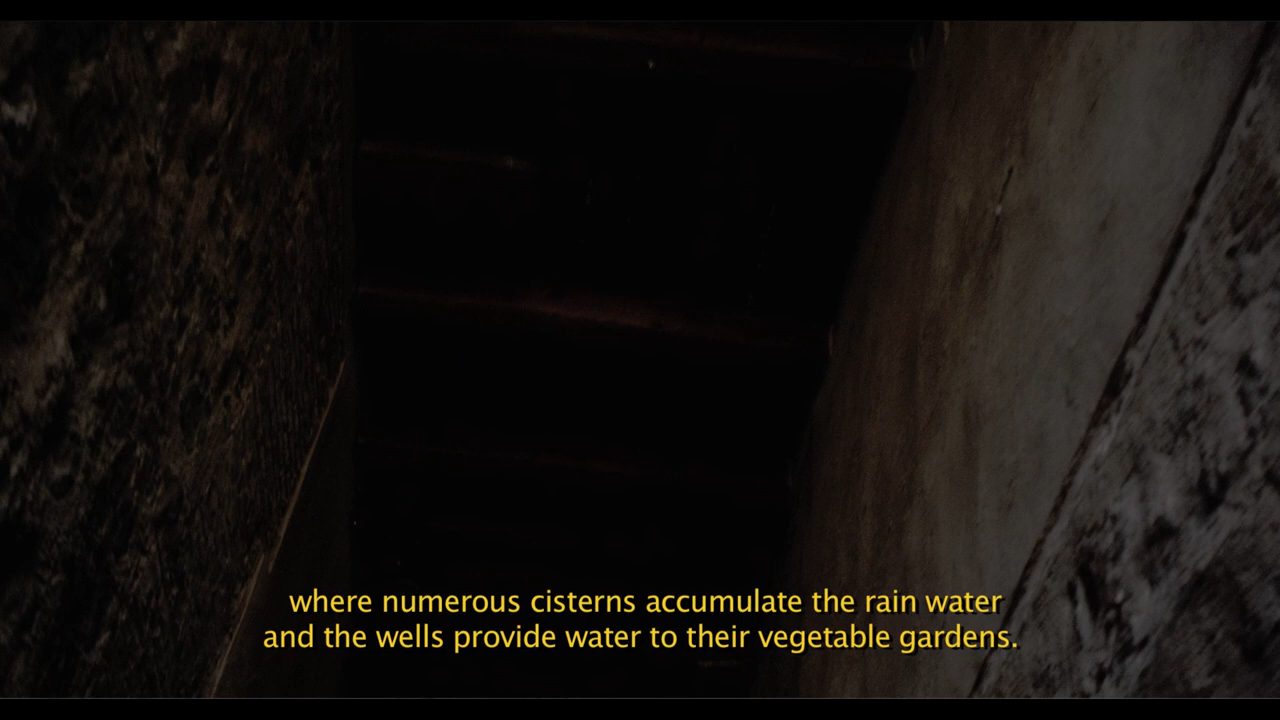 where numerous cisterns accumulate the rain water
and the wells provide water to their vegetable gardens.